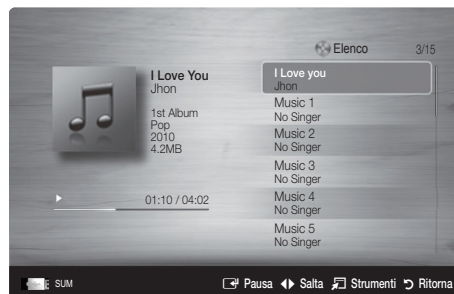 Elenco 3/15
I Love You
Jhon
1st Album
Pop
2010
4.2MB
01:10 / 04:02
I Love you
Jhon
Music 1
No Singer
Music 2
No Singer
Music 3
No Singer
Music 4
No Singer
Music 5
No Singer
SUM Pausa Salta Strumenti Ritorna